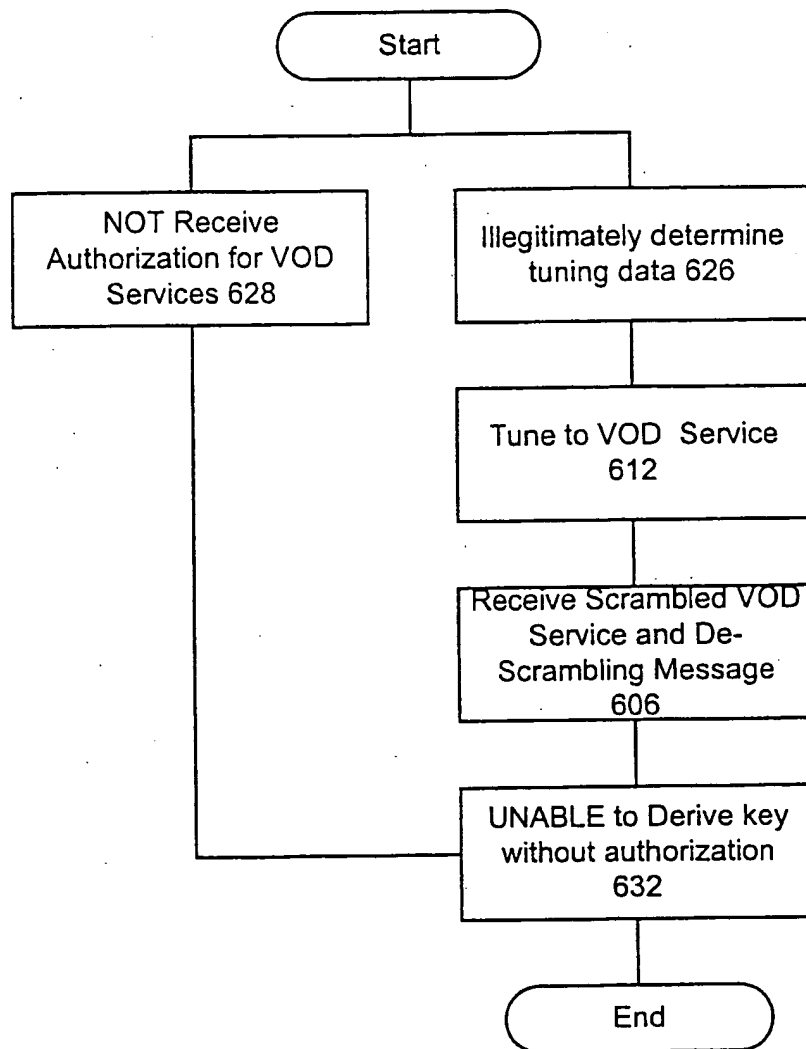 Start
NOT Receive
Authorization for VOD
Services 628
Illegitimately determine
tuning data 626
Tune to VOD Service
612
Receive Scrambled VOD
Service and De-
Scrambling Message
606
UNABLE to Derive key
without authorization
632
End